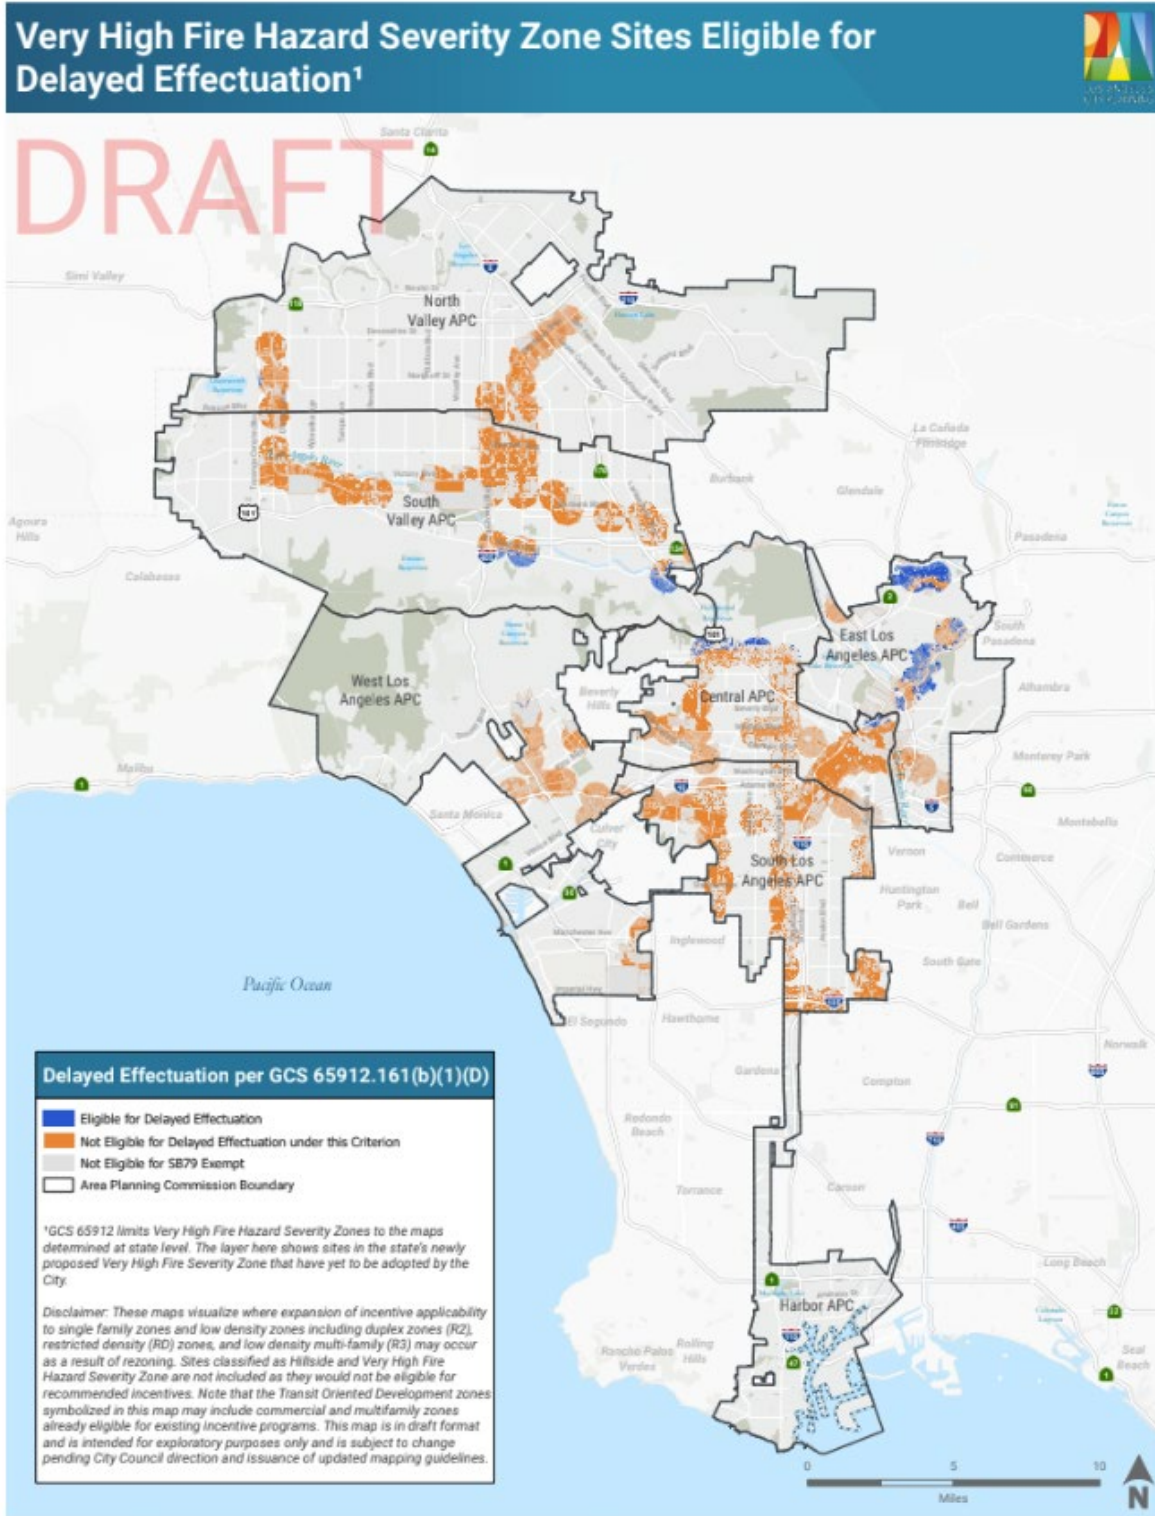 Very High Fire Hazard Severity Zone Sites Eligible for
Delayed Effectuation¹
DRAFT
Santa Clarita
Simi Valley
North
Valley APC
La Cañada
Flintridge
Burbank
Glendale
Pasadena
South
Valley APC
Agoura
Hills
Calabasas
101
South
Pasadena
East Los
Angeles APC
Alhambra
West Los
Angeles APC
Beverly
Hills
Central APC
Monterey Park
Malibu
Santa Monica
Culver
City
Montebello
Vernon
Commerce
South Los
Angeles APC
Huntington
Park
Bell
Bell Gardens
Manchester Ave
Inglewood
South Gate
Pacific Ocean
Imperial Hwy
El Segundo
Hawthorne
Norwalk
Gardena
Compton
Redondo
Beach
Torrance
Carson
Long Beach
Harbor APC
Rancho Palos
Verdes
Rolling
Hills
Seal
Beach
Delayed Effectuation per GCS 65912.161(b)(1)(D)
Eligible for Delayed Effectuation
Not Eligible for Delayed Effectuation under this Criterion
Not Eligible for SB79 Exempt
Area Planning Commission Boundary
¹GCS 65912 limits Very High Fire Hazard Severity Zones to the maps
determined at state level. The layer here shows sites in the state's newly
proposed Very High Fire Severity Zone that have yet to be adopted by the
City.
Disclaimer: These maps visualize where expansion of incentive applicability
to single family zones and low density zones including duplex zones (R2),
restricted density (RD) zones, and low density multi-family (R3) may occur
as a result of rezoning. Sites classified as Hillside and Very High Fire
Hazard Severity Zone are not included as they would not be eligible for
recommended incentives. Note that the Transit Oriented Development zones
symbolized in this map may include commercial and multifamily zones
already eligible for existing incentive programs. This map is in draft format
and is intended for exploratory purposes only and is subject to change
pending City Council direction and issuance of updated mapping guidelines.
0 5 10
Miles
N